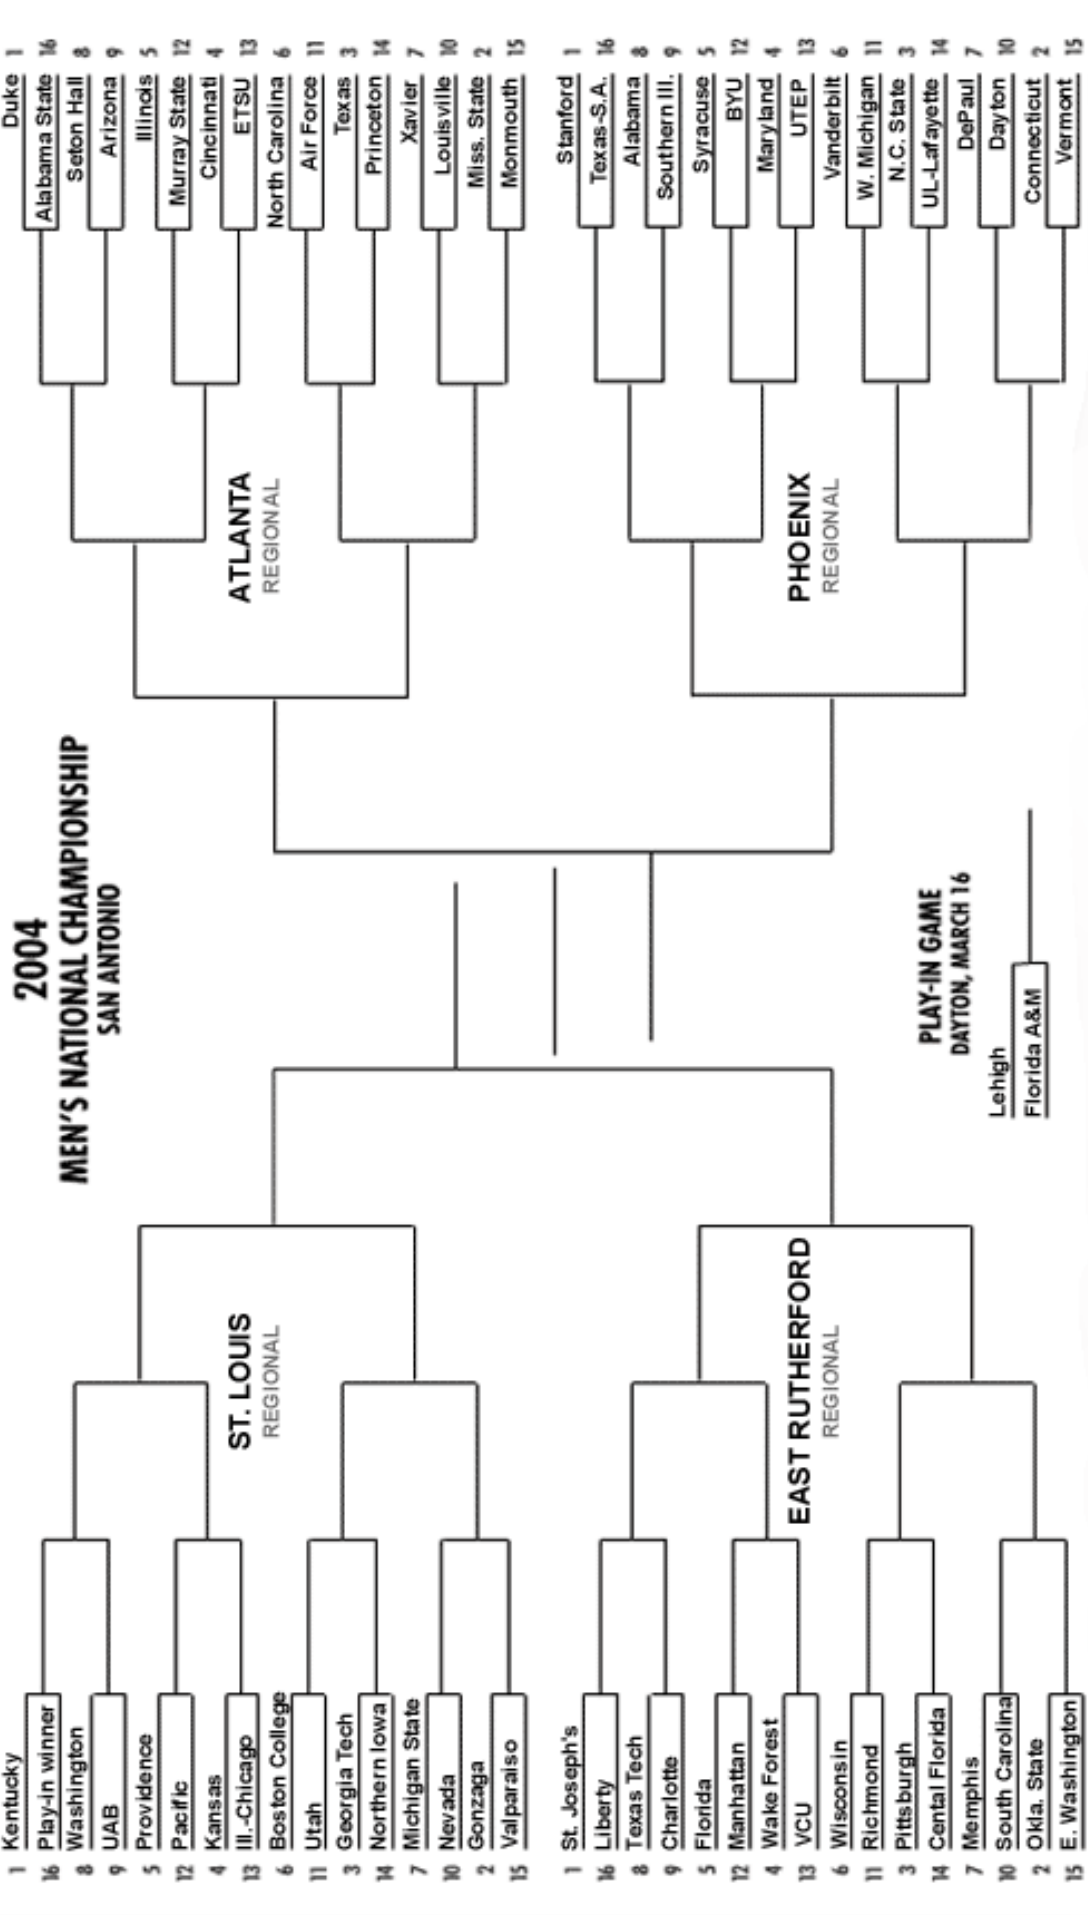 2004
MEN'S NATIONAL CHAMPIONSHIP
SAN ANTONIO
1 Kentucky
16 Play-in winner
8 Washington
9 UAB
5 Providence
12 Pacific
4 Kansas
13 Ill.-Chicago
6 Boston College
11 Utah
3 Georgia Tech
14 Northern Iowa
7 Michigan State
10 Nevada
2 Gonzaga
15 Valparaiso
ST. LOUIS
REGIONAL
1 St. Joseph's
16 Liberty
8 Texas Tech
9 Charlotte
5 Florida
12 Manhattan
4 Wake Forest
13 VCU
6 Wisconsin
11 Richmond
3 Pittsburgh
14 Cental Florida
7 Memphis
10 South Carolina
2 Okla. State
15 E. Washington
EAST RUTHERFORD
REGIONAL
Duke 1
Alabama State 16
Seton Hall 8
Arizona 9
Illinois 5
Murray State 12
Cincinnati 4
ETSU 13
North Carolina 6
Air Force 11
Texas 3
Princeton 14
Xavier 7
Louisville 10
Miss. State 2
Monmouth 15
ATLANTA
REGIONAL
Stanford 1
Texas-S.A. 16
Alabama 8
Southern Ill. 9
Syracuse 5
BYU 12
Maryland 4
UTEP 13
Vanderbilt 6
W. Michigan 11
N.C. State 3
UL-Lafayette 14
DePaul 7
Dayton 10
Connecticut 2
Vermont 15
PHOENIX
REGIONAL
PLAY-IN GAME
DAYTON, MARCH 16
Lehigh
Florida A&M